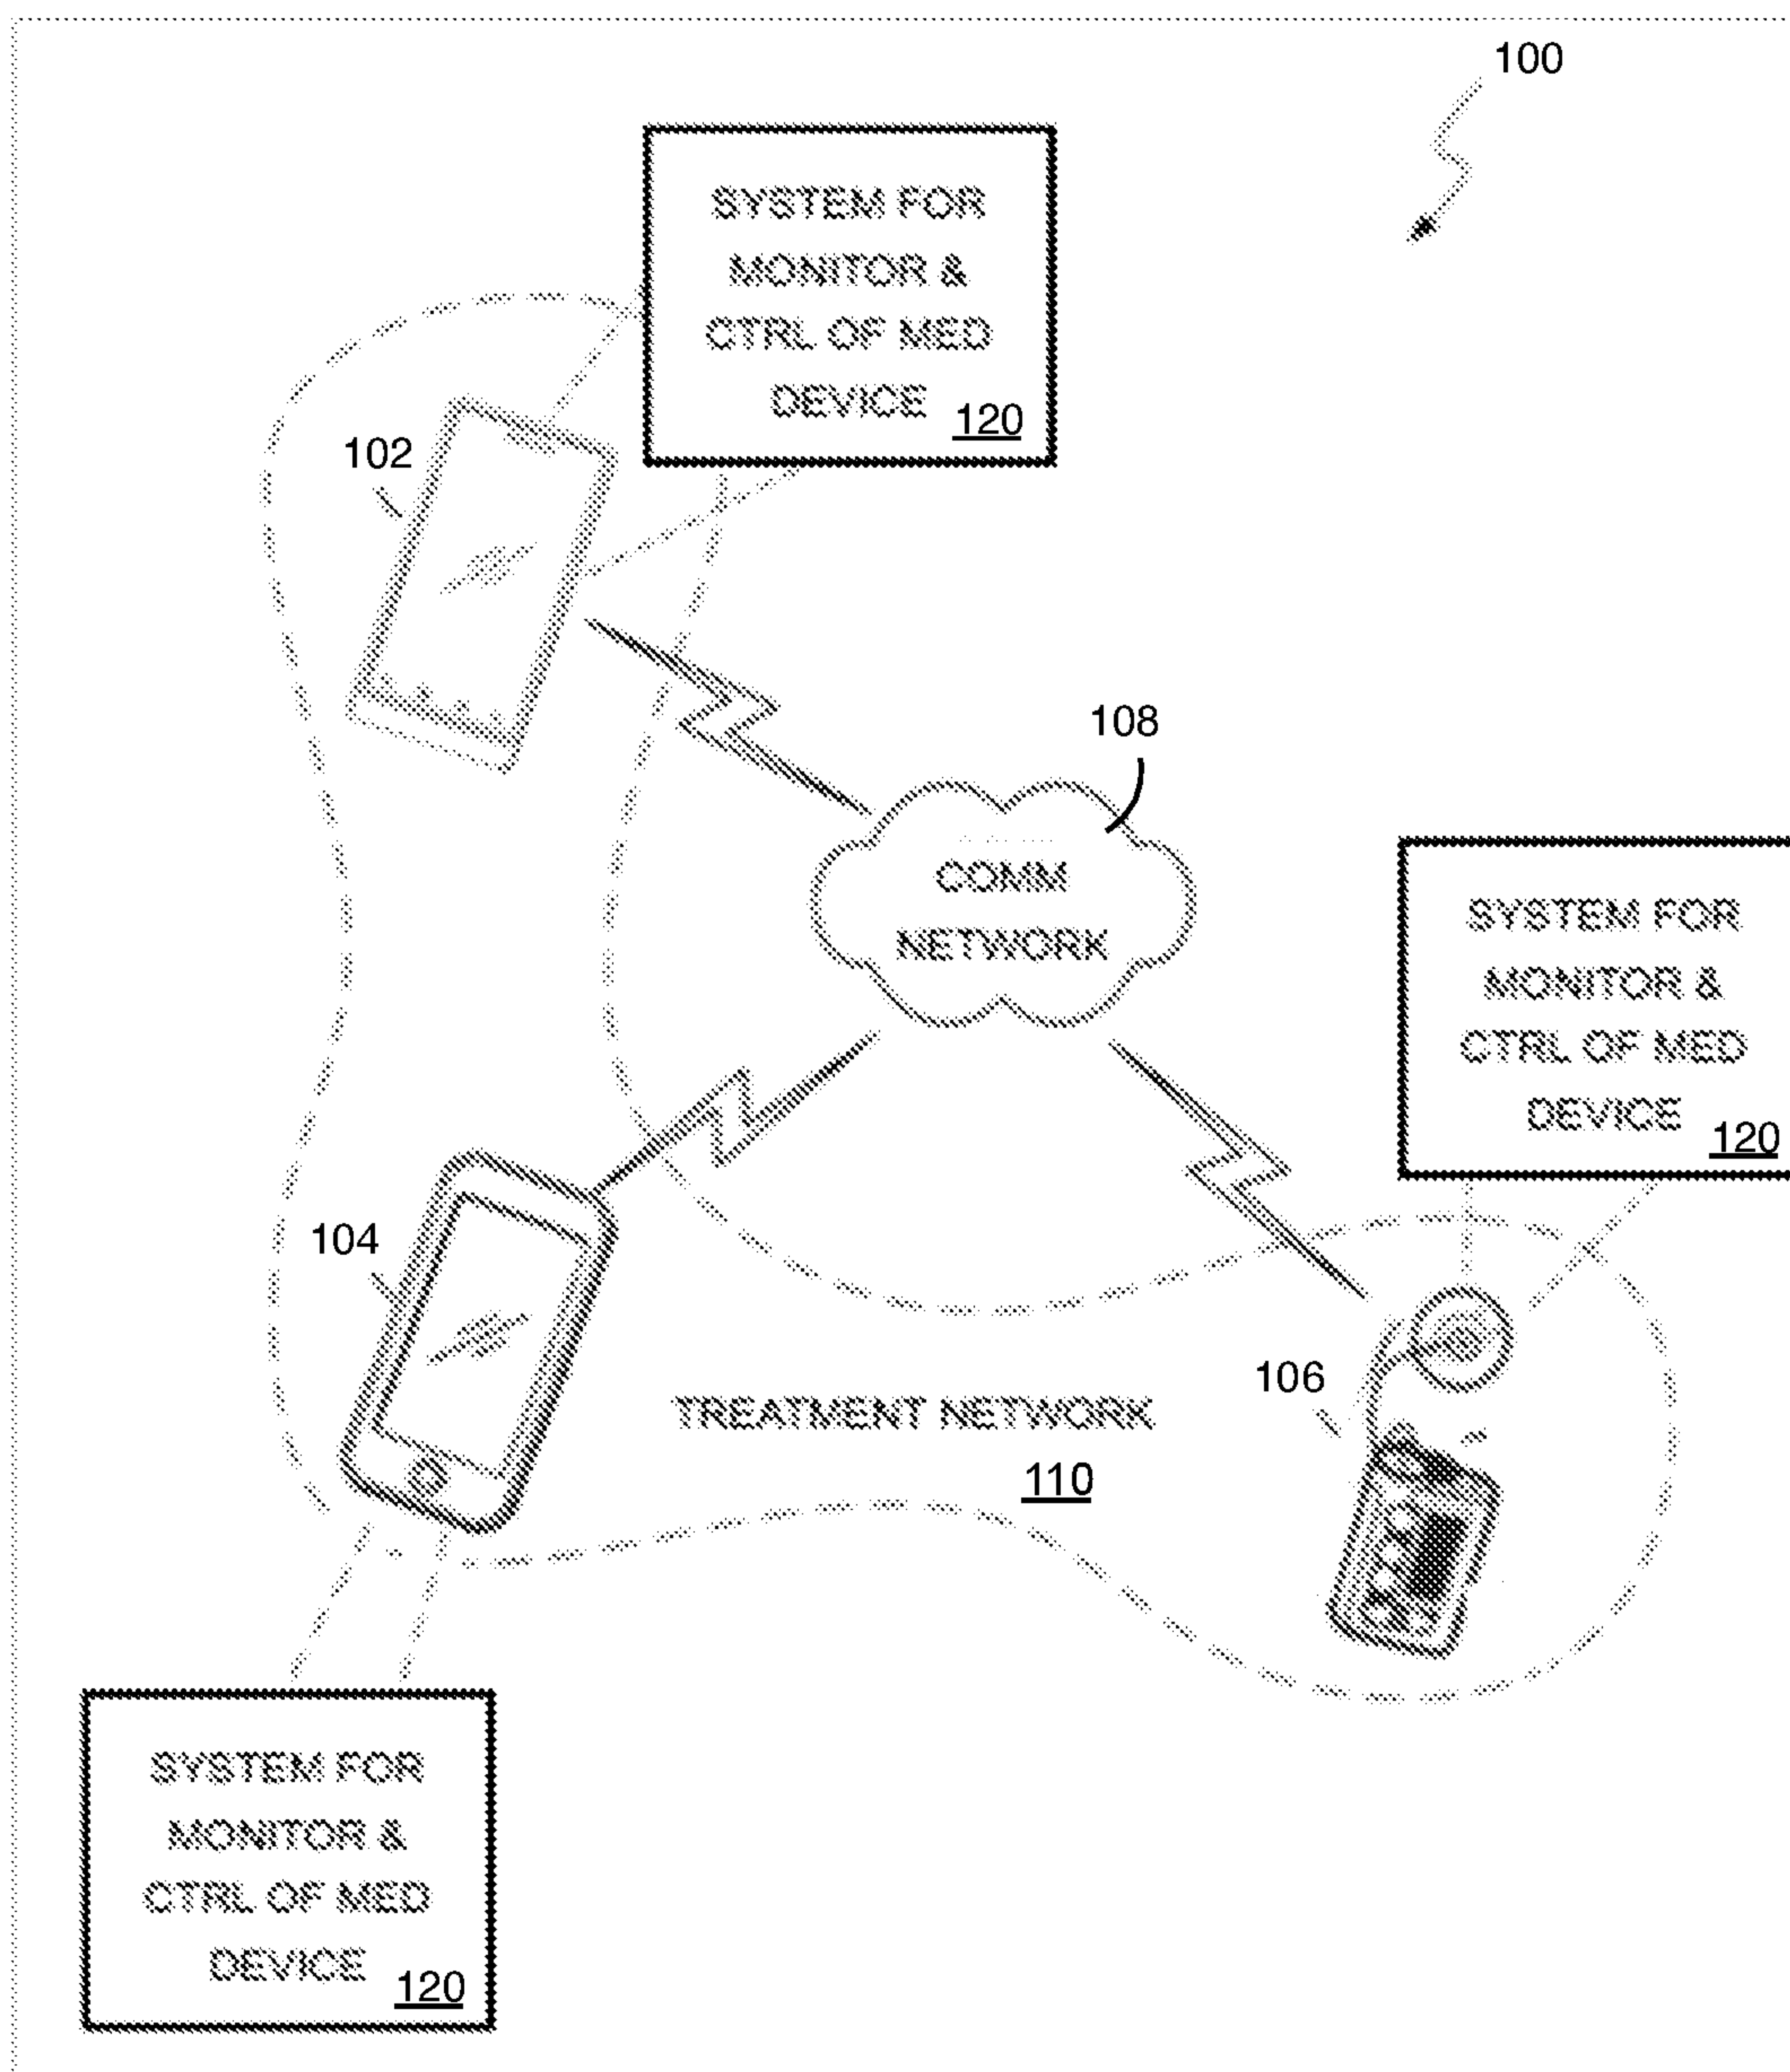 100
SYSTEM FOR
MONITOR &
CTRL OF MED
DEVICE
120
102
108
COMM
NETWORK
SYSTEM FOR
MONITOR &
CTRL OF MED
DEVICE
120
104
106
TREATMENT NETWORK
110
SYSTEM FOR
MONITOR &
CTRL OF MED
DEVICE
120